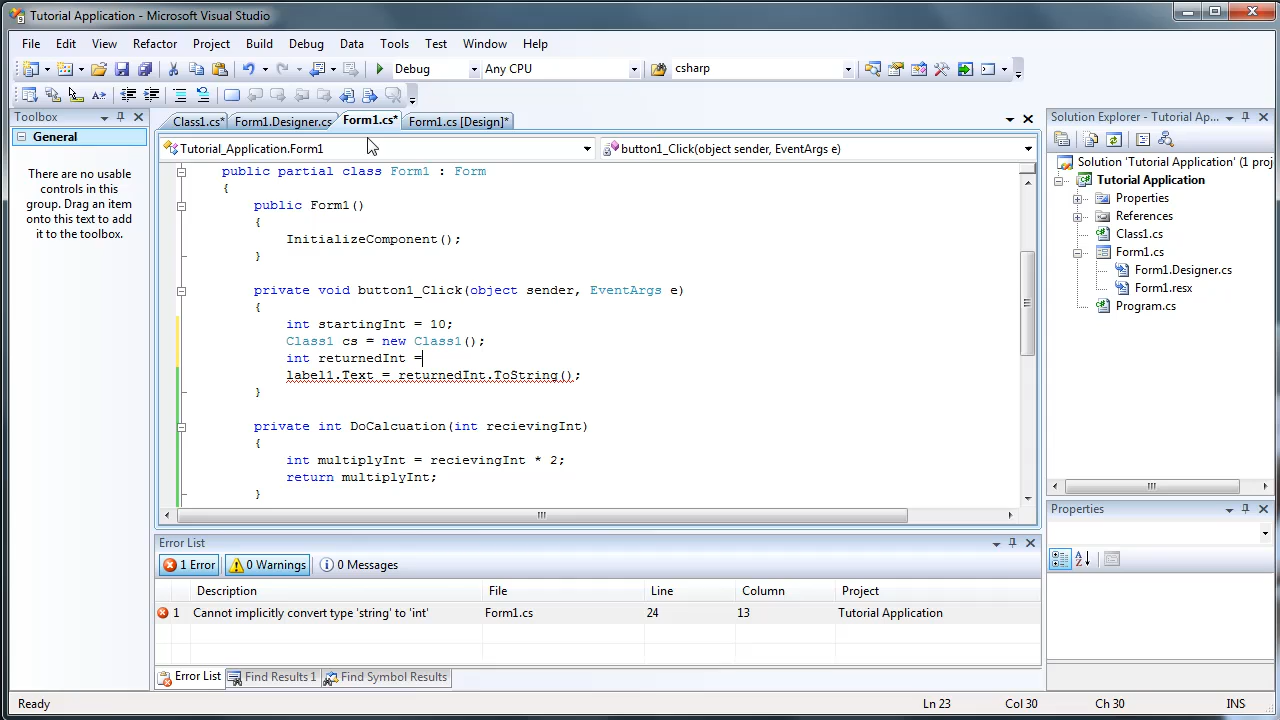 Tutorial Application - Microsoft Visual Studio
File Edit View Refactor Project Build Debug Data Tools Test Window Help
Debug Any CPU csharp
Toolbox
General
There are no usable
controls in this
group. Drag an item
onto this text to add
it to the toolbox.
Class1.cs* Form1.Designer.cs Form1.cs* Form1.cs [Design]*
Tutorial_Application.Form1 button1_Click(object sender, EventArgs e)
public partial class Form1 : Form
{
public Form1()
{
InitializeComponent();
}
private void button1_Click(object sender, EventArgs e)
{
int startingInt = 10;
Class1 cs = new Class1();
int returnedInt =
label1.Text = returnedInt.ToString();
}
private int DoCalcuation(int recievingInt)
{
int multiplyInt = recievingInt * 2;
return multiplyInt;
}
Error List
1 Error 0 Warnings 0 Messages
Description File Line Column Project
1 Cannot implicitly convert type 'string' to 'int' Form1.cs 24 13 Tutorial Application
Error List Find Results 1 Find Symbol Results
Solution Explorer - Tutorial Ap...
Solution 'Tutorial Application' (1 proj
Tutorial Application
Properties
References
Class1.cs
Form1.cs
Form1.Designer.cs
Form1.resx
Program.cs
Properties
Ready Ln 23 Col 30 Ch 30 INS